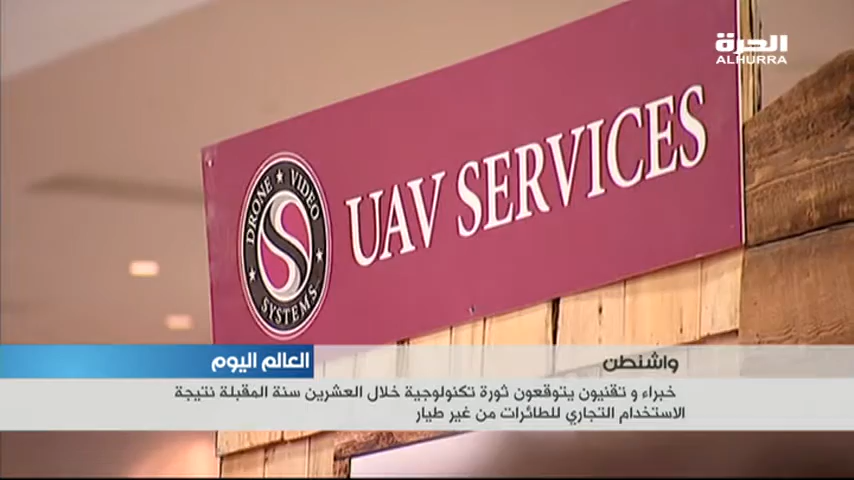 الحرة
ALHURRA
UAV SERVICES
DRONE ★ VIDEO
★ SYSTEMS ★
العالم اليوم
واشنطن
خبراء و تقنيون يتوقعون ثورة تكنولوجية خلال العشرين سنة المقبلة نتيجة
الاستخدام التجاري للطائرات من غير طيار